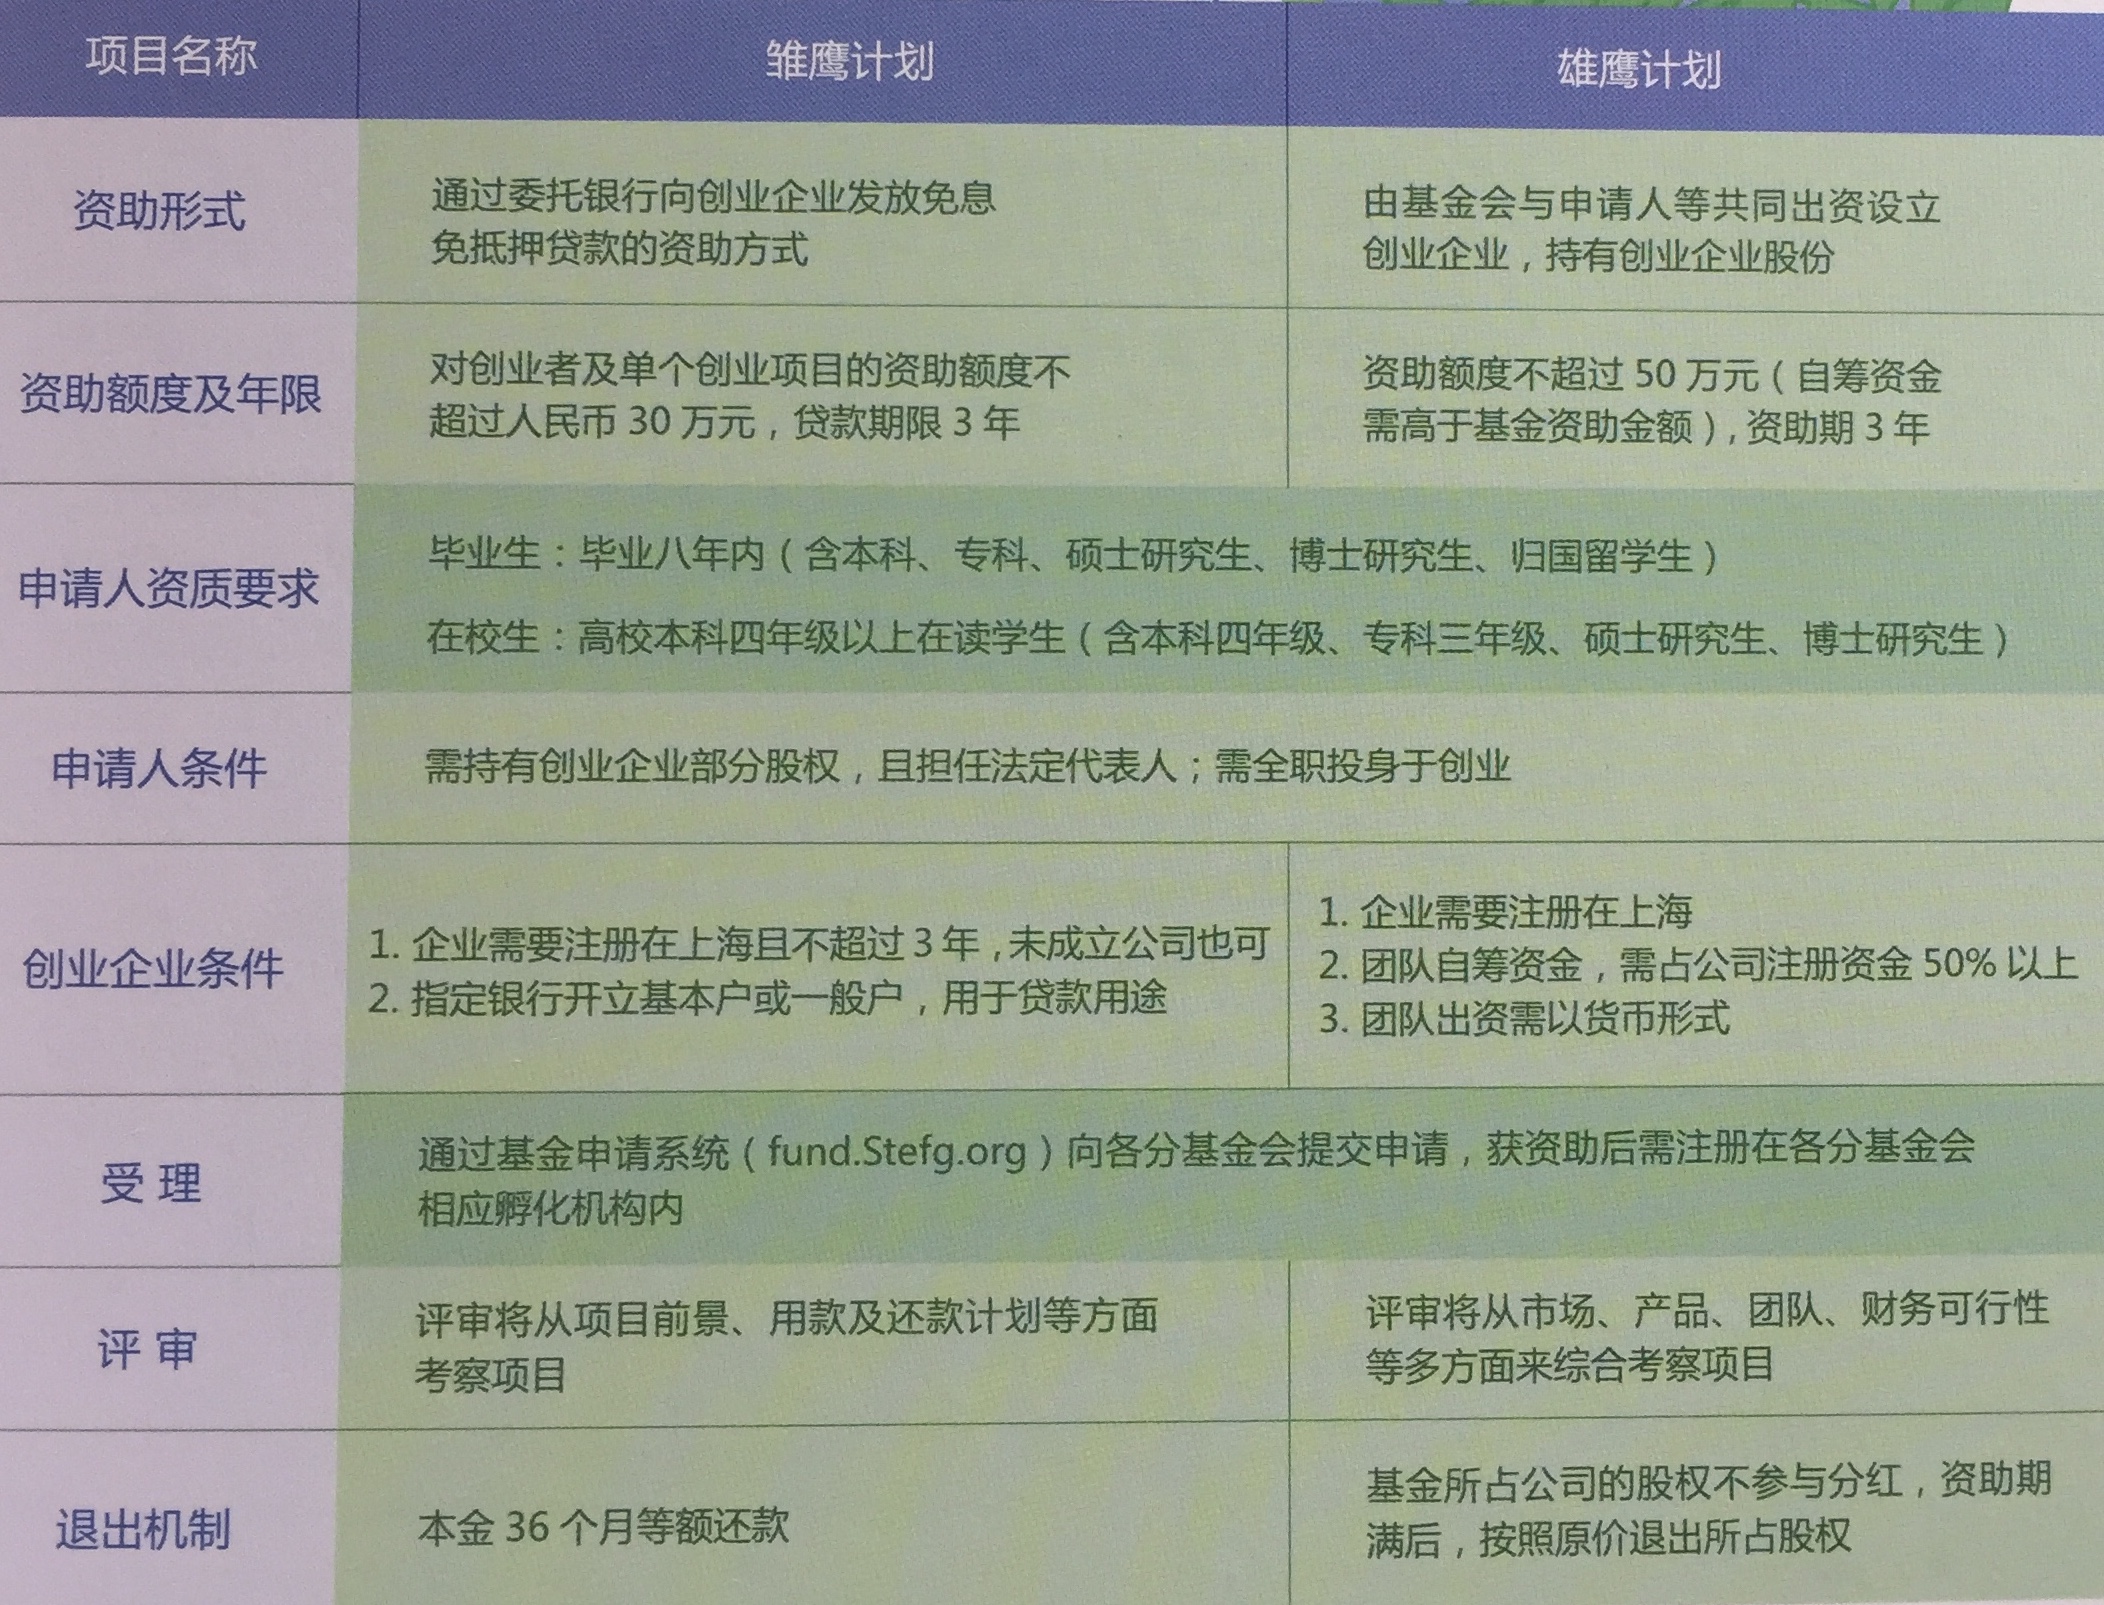 项目名称
雏鹰计划
雄鹰计划
资助形式
通过委托银行向创业企业发放免息
免抵押贷款的资助方式
由基金会与申请人等共同出资设立
创业企业，持有创业企业股份
资助额度及年限
对创业者及单个创业项目的资助额度不
超过人民币 30 万元，贷款期限 3 年
资助额度不超过 50 万元（自筹资金
需高于基金资助金额），资助期 3 年
申请人资质要求
毕业生：毕业八年内（含本科、专科、硕士研究生、博士研究生、归国留学生）
在校生：高校本科四年级以上在读学生（含本科四年级、专科三年级、硕士研究生、博士研究生）
申请人条件
需持有创业企业部分股权，且担任法定代表人；需全职投身于创业
创业企业条件
1. 企业需要注册在上海且不超过 3 年，未成立公司也可
2. 指定银行开立基本户或一般户，用于贷款用途
1. 企业需要注册在上海
2. 团队自筹资金，需占公司注册资金 50% 以上
3. 团队出资需以货币形式
受 理
通过基金申请系统（fund.Stefg.org）向各分基金会提交申请，获资助后需注册在各分基金会
相应孵化机构内
评 审
评审将从项目前景、用款及还款计划等方面
考察项目
评审将从市场、产品、团队、财务可行性
等多方面来综合考察项目
退出机制
本金 36 个月等额还款
基金所占公司的股权不参与分红，资助期
满后，按照原价退出所占股权